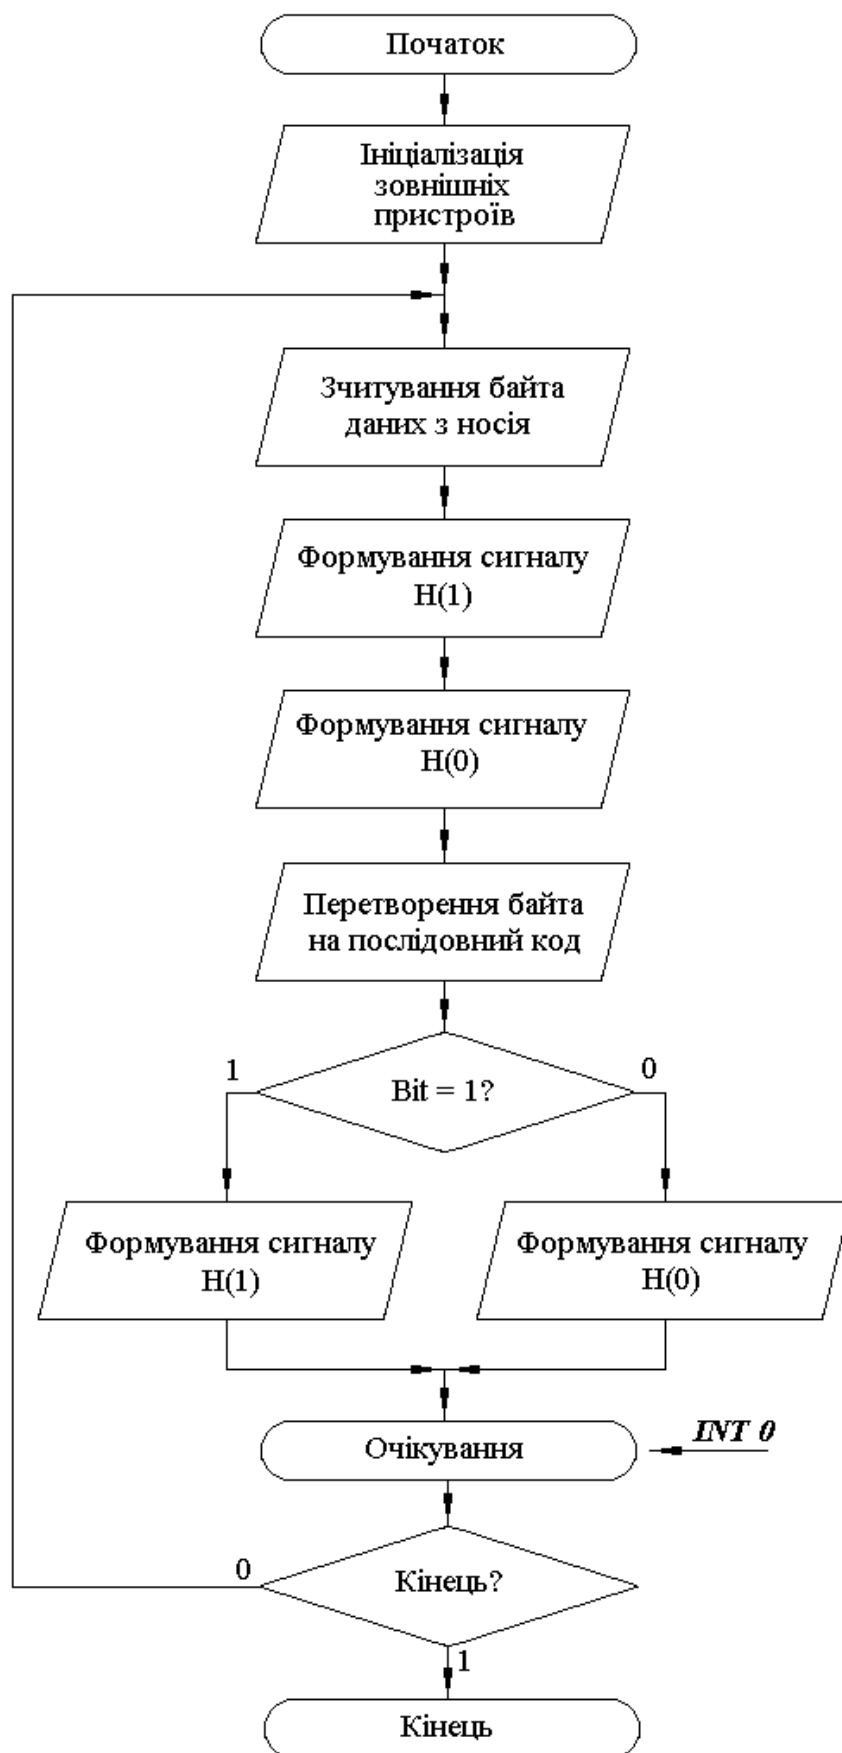 Початок
Ініціалізація
зовнішніх
пристроїв
Зчитування байта
даних з носія
Формування сигналу
Н(1)
Формування сигналу
Н(0)
Перетворення байта
на послідовний код
1
Bit = 1?
0
Формування сигналу
Н(1)
Формування сигналу
Н(0)
Очікування
INT 0
0
Кінець?
1
Кінець